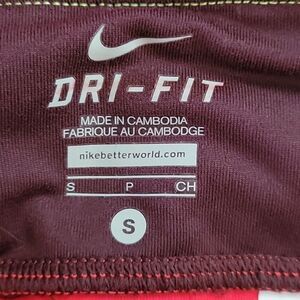 DRI-FIT
MADE IN CAMBODIA
FABRIQUE AU CAMBODGE
nikebetterworld.com
S P CH
S